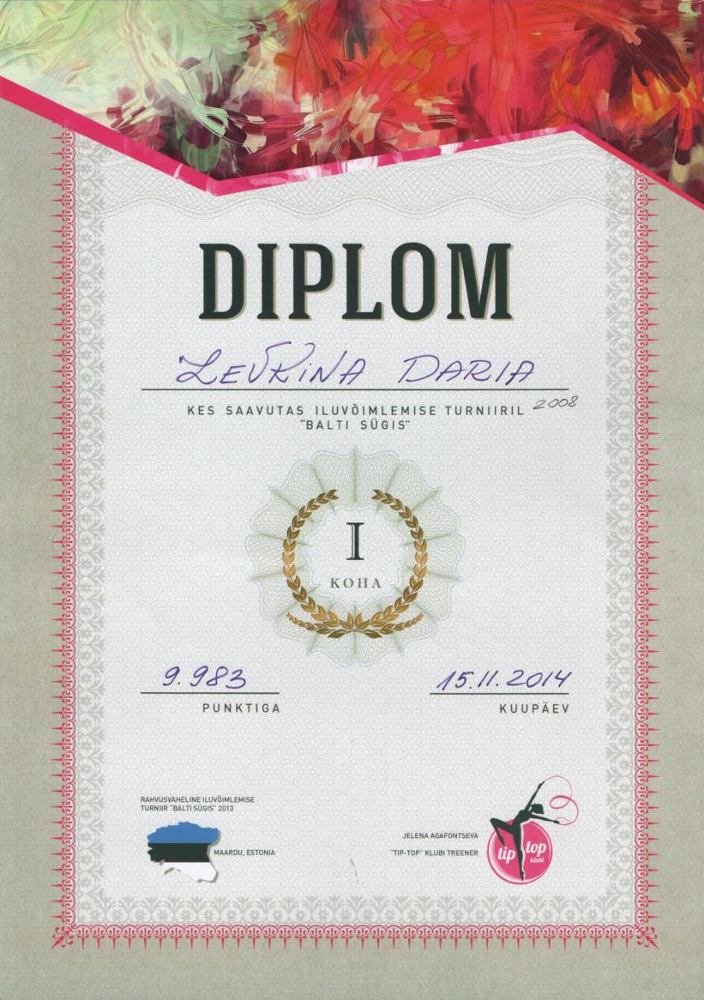 DIPLOM
LEVKINA DARIA
KES SAAVUTAS ILUVÕIMLEMISE TURNIIRIL 2008
"BALTI SÜGIS"
I
KOHA
9.983
15.11.2014
PUNKTIGA
KUUPÄEV
RAHVUSVAHELINE ILUVÕIMLEMISE
TURNIIR "BALTI SÜGIS" 2013
MAARDU, ESTONIA
JELENA AGAFONTSEVA
"TIP-TOP" KLUBI TREENER
tip top
klubi